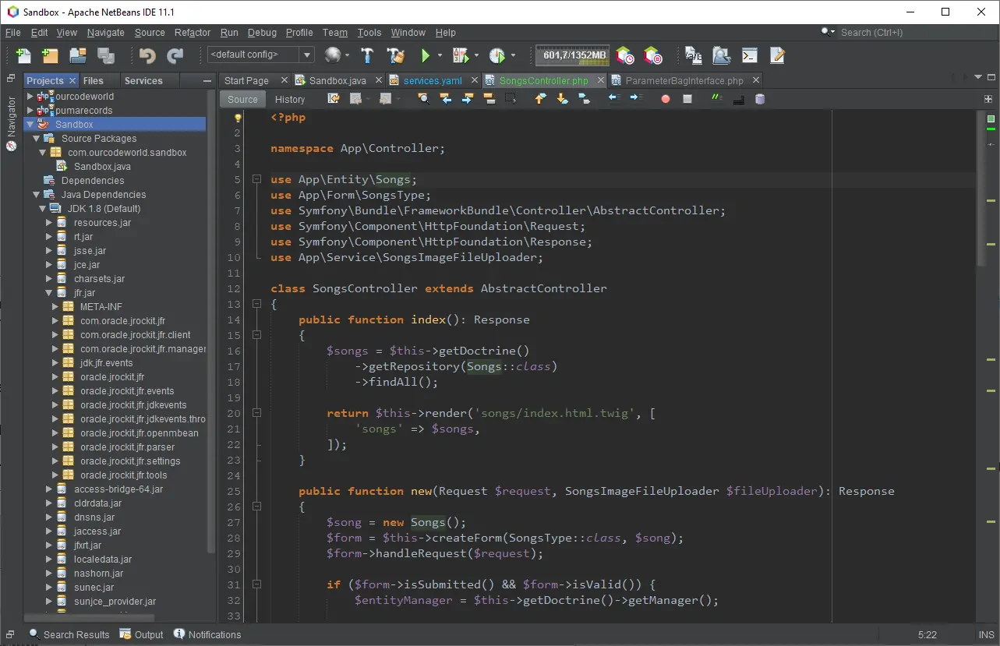 Sandbox - Apache NetBeans IDE 11.1
File Edit View Navigate Source Refactor Run Debug Profile Team Tools Window Help
Search (Ctrl+I)
<default config>
601,7/1352MB
Projects Files Services
Start Page Sandbox.java services.yaml SongsController.php ParameterBagInterface.php
Source History
Navigator
ourcodeworld
pumarecords
Sandbox
Source Packages
com.ourcodeworld.sandbox
Sandbox.java
Dependencies
Java Dependencies
JDK 1.8 (Default)
resources.jar
rt.jar
jsse.jar
jce.jar
charsets.jar
jfr.jar
META-INF
com.oracle.jrockit.jfr
com.oracle.jrockit.jfr.client
com.oracle.jrockit.jfr.manager
jdk.jfr.events
oracle.jrockit.jfr
oracle.jrockit.jfr.events
oracle.jrockit.jfr.jdkevents
oracle.jrockit.jfr.jdkevents.thro
oracle.jrockit.jfr.openmbean
oracle.jrockit.jfr.parser
oracle.jrockit.jfr.settings
oracle.jrockit.jfr.tools
access-bridge-64.jar
cldrdata.jar
dnsns.jar
jaccess.jar
jfxrt.jar
localedata.jar
nashorn.jar
sunec.jar
sunjce_provider.jar
<?php
2
3 namespace App\Controller;
4
5 use App\Entity\Songs;
6 use App\Form\SongsType;
7 use Symfony\Bundle\FrameworkBundle\Controller\AbstractController;
8 use Symfony\Component\HttpFoundation\Request;
9 use Symfony\Component\HttpFoundation\Response;
10 use App\Service\SongsImageFileUploader;
11
12 class SongsController extends AbstractController
13 {
14 public function index(): Response
15 {
16 $songs = $this->getDoctrine()
17 ->getRepository(Songs::class)
18 ->findAll();
19
20 return $this->render('songs/index.html.twig', [
21 'songs' => $songs,
22 ]);
23 }
24
25 public function new(Request $request, SongsImageFileUploader $fileUploader): Response
26 {
27 $song = new Songs();
28 $form = $this->createForm(SongsType::class, $song);
29 $form->handleRequest($request);
30
31 if ($form->isSubmitted() && $form->isValid()) {
32 $entityManager = $this->getDoctrine()->getManager();
33
Search Results Output Notifications
5:22 INS